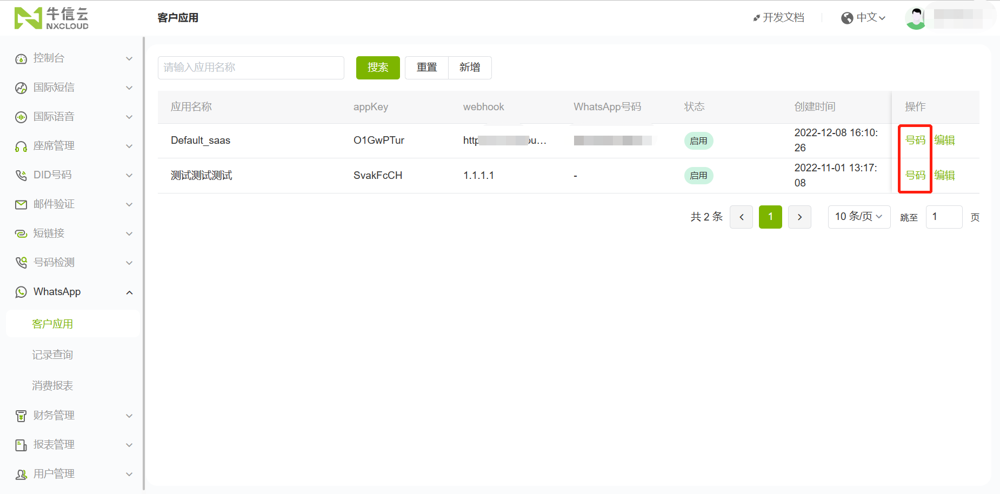 牛信云
NXCLOUD
客户应用
开发文档
中文
控制台
国际短信
国际语音
座席管理
DID号码
邮件验证
短链接
号码检测
WhatsApp
客户应用
记录查询
消费报表
财务管理
报表管理
用户管理
请输入应用名称
搜索
重置
新增
应用名称 appKey webhook WhatsApp号码 状态 创建时间 操作
Default_saas O1GwPTur http ou... 启用 2022-12-08 16:10:
26
号码 编辑
测试测试测试 SvakFcCH 1.1.1.1 - 启用 2022-11-01 13:17:
08
号码 编辑
共 2 条 1 10 条/页 跳至 1 页